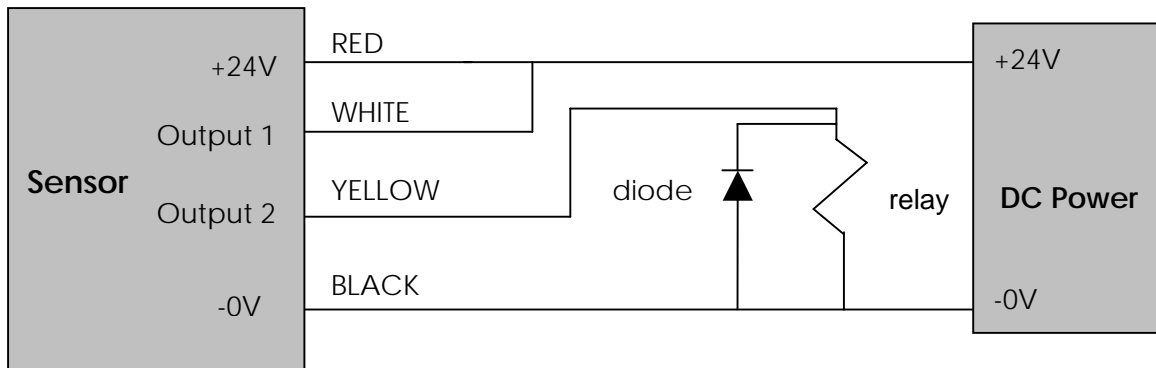 RED
+24V
WHITE
Output 1
Sensor
YELLOW
Output 2
BLACK
-0V
diode
relay
+24V
DC Power
-0V